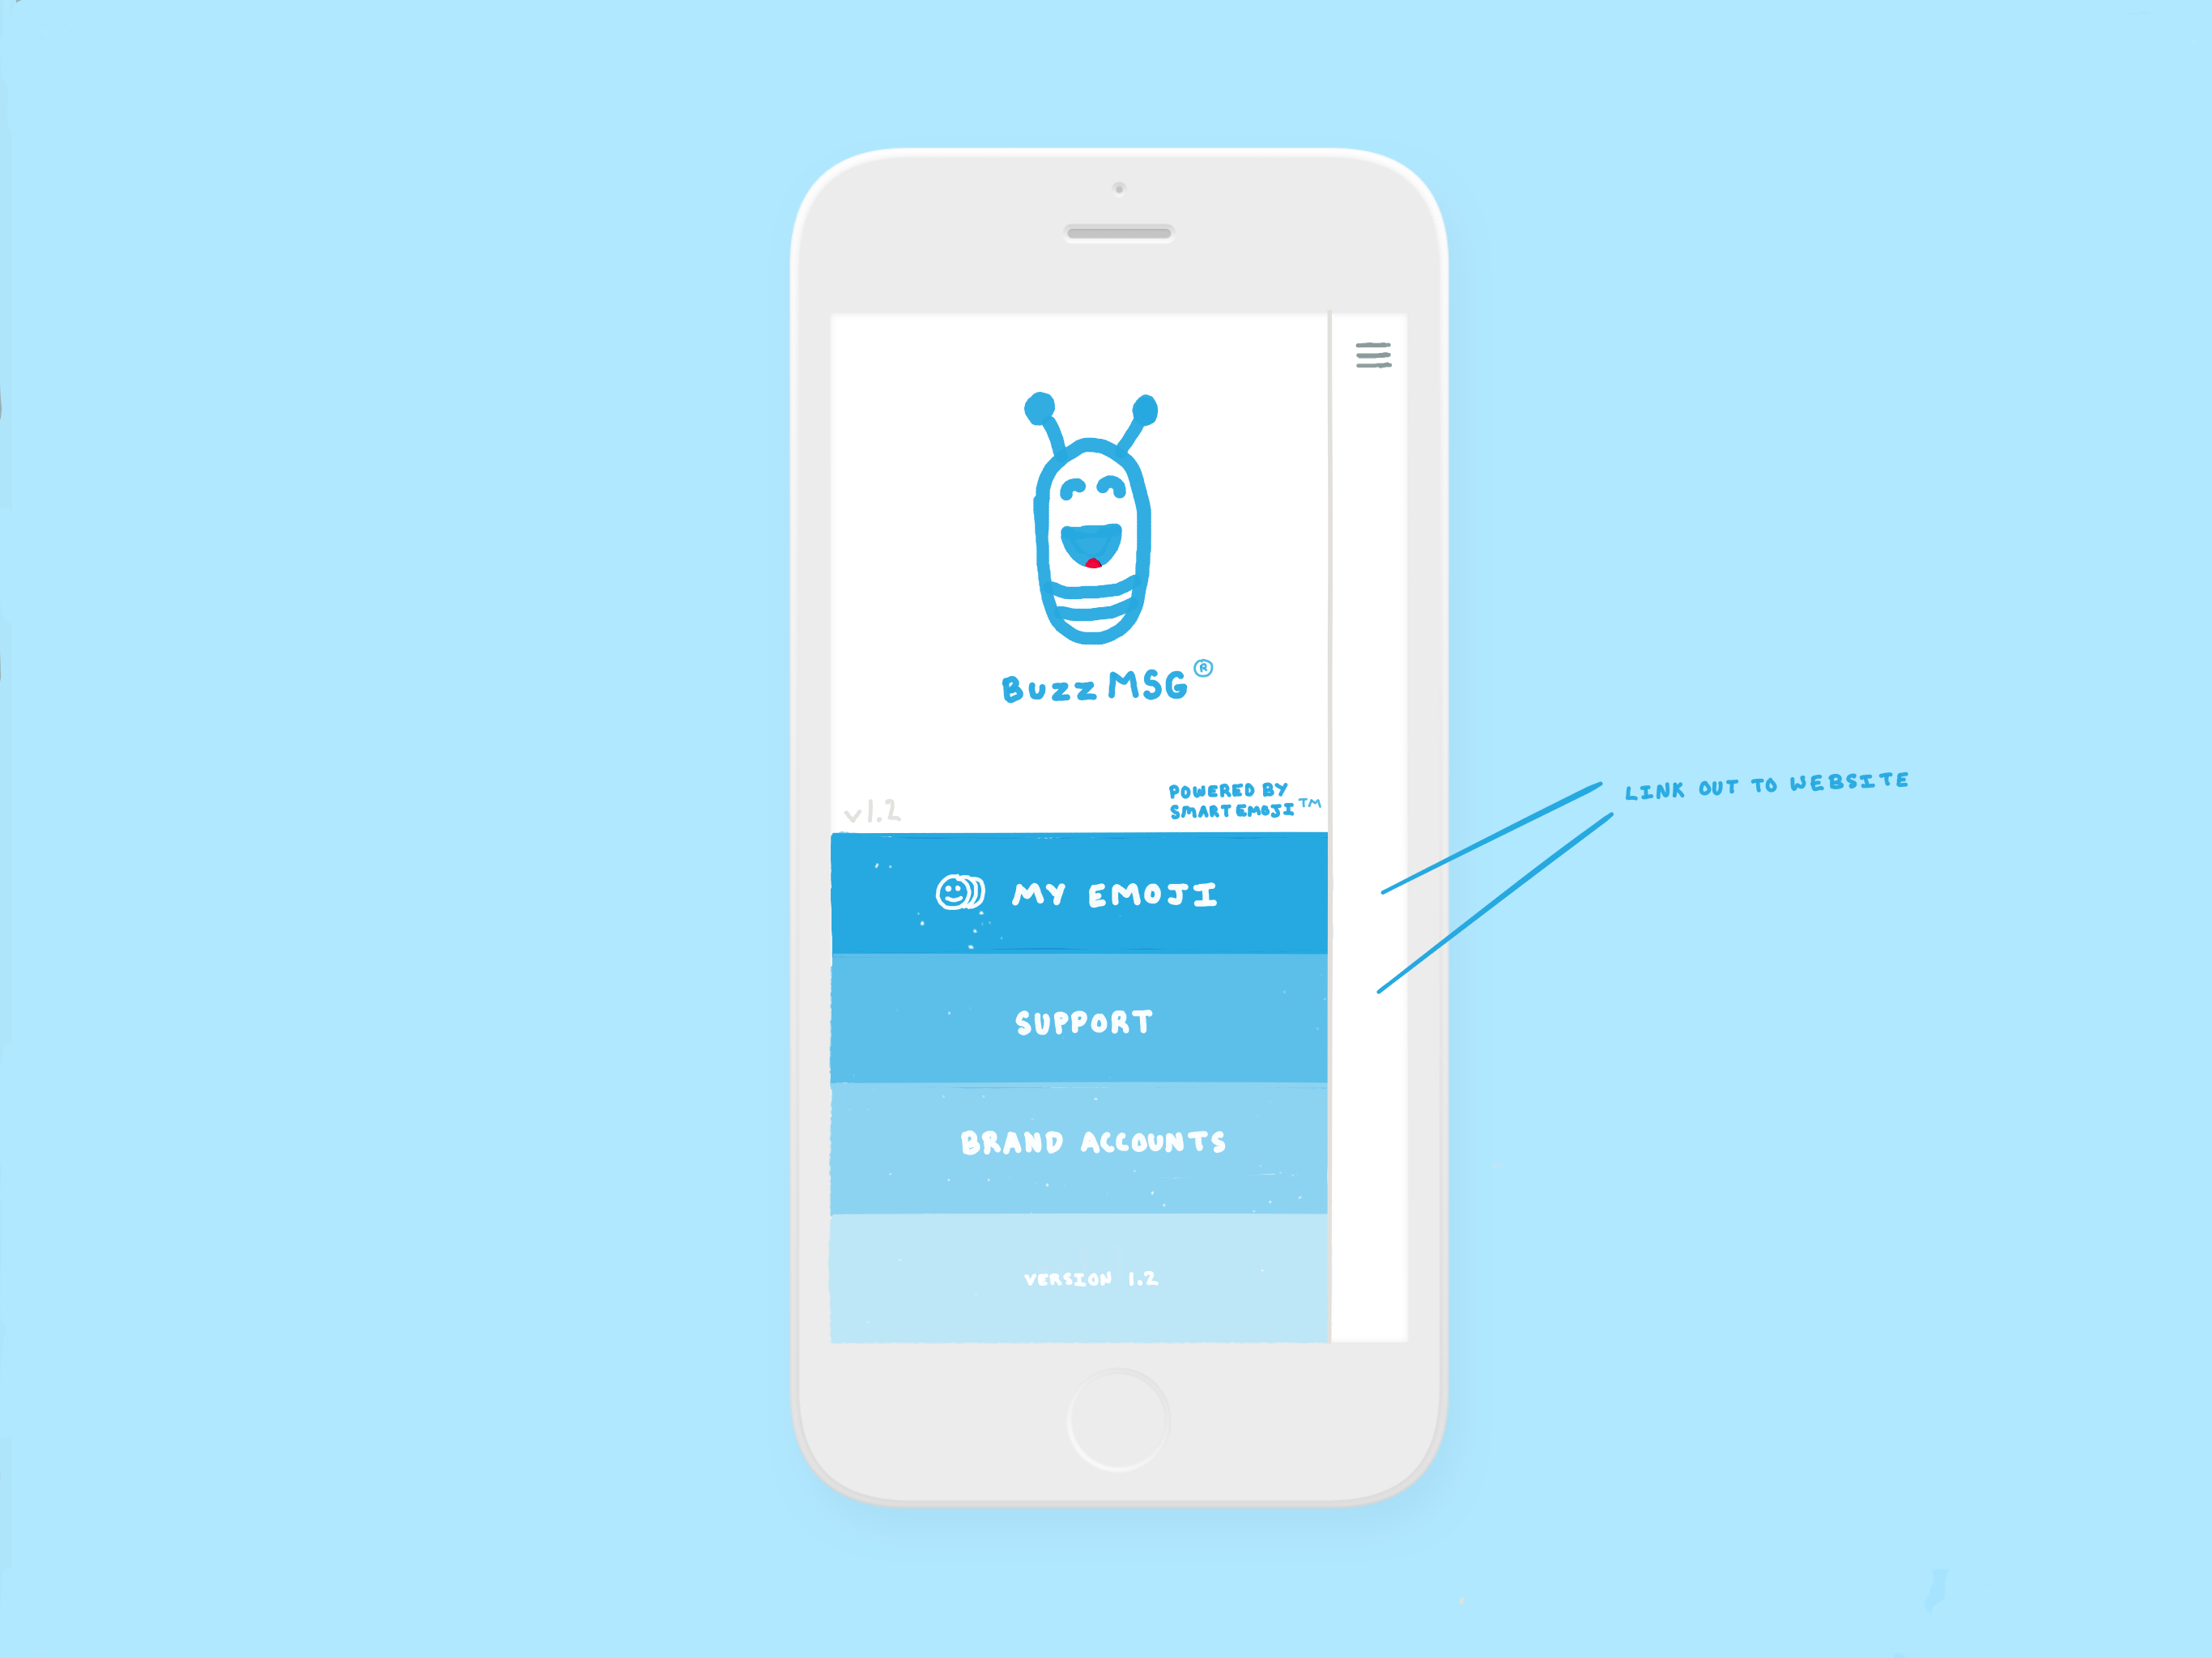 Buzz MSG®
POWERED BY
SMART EMOJI™
v1.2
MY EMOJI
SUPPORT
BRAND ACCOUNTS
VERSION 1.2
LINK OUT TO WEBSITE